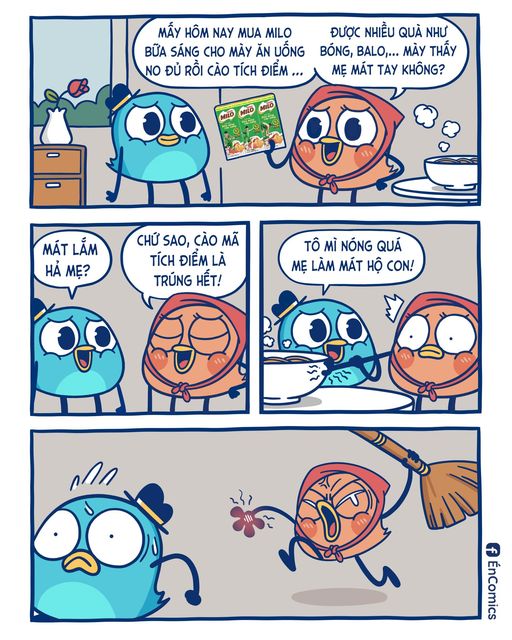 MẤY HÔM NAY MUA MILO
BỮA SÁNG CHO MÀY ĂN UỐNG
NO ĐỦ RỒI CÀO TÍCH ĐIỂM ...
ĐƯỢC NHIỀU QUÀ NHƯ
BÓNG, BALO,... MÀY THẤY
MẸ MÁT TAY KHÔNG?
MILO MILO MILO
MÁT LẮM
HẢ MẸ?
CHỨ SAO, CÀO MÃ
TÍCH ĐIỂM LÀ
TRÚNG HẾT!
TÔ MÌ NÓNG QUÁ
MẸ LÀM MÁT HỘ CON!
ÉnComics